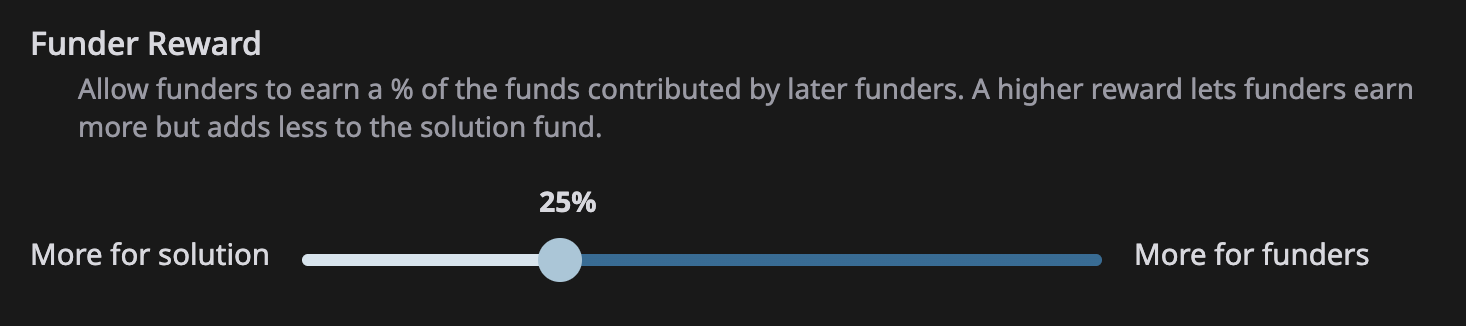 Funder Reward
Allow funders to earn a % of the funds contributed by later funders. A higher reward lets funders earn
more but adds less to the solution fund.
25%
More for solution
More for funders